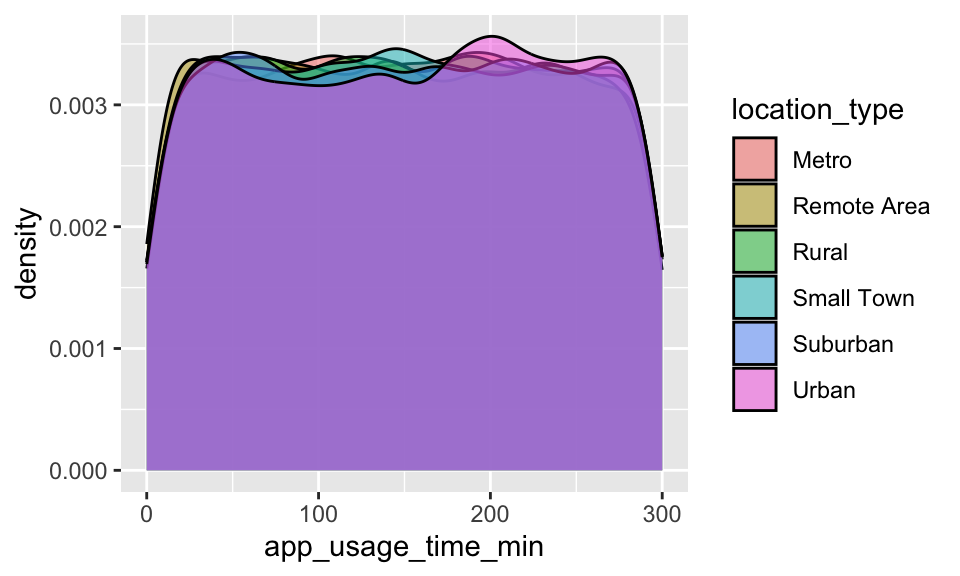 density
0.003
0.002
0.001
0.000
0 100 200 300
app_usage_time_min
location_type
Metro
Remote Area
Rural
Small Town
Suburban
Urban